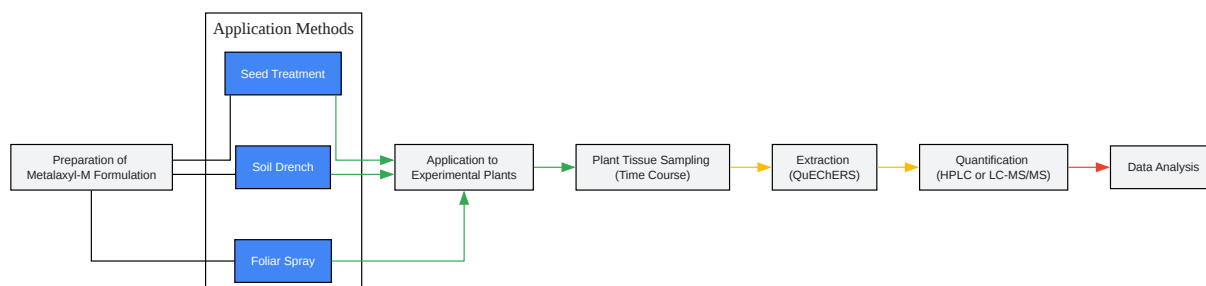 Application Methods
Seed Treatment
Preparation of
Metalaxyl-M Formulation
Soil Drench
Application to
Experimental Plants
Plant Tissue Sampling
(Time Course)
Extraction
(QuEChERS)
Quantification
(HPLC or LC-MS/MS)
Data Analysis
Foliar Spray